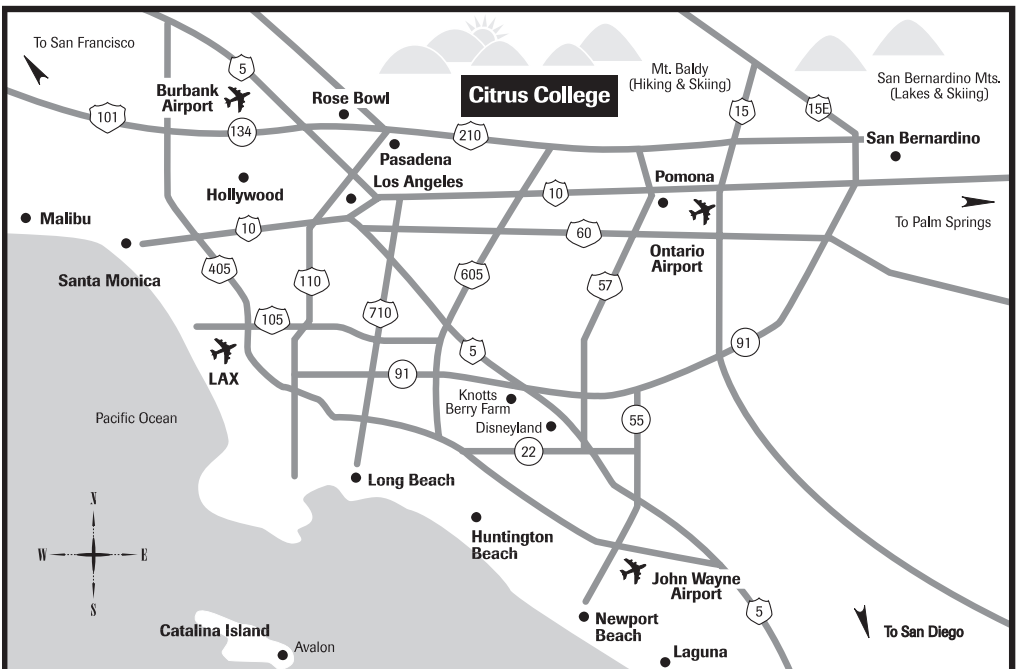 To San Francisco
5
Burbank
Airport
101
134
Rose Bowl
Citrus College
Mt. Baldy
(Hiking & Skiing)
San Bernardino Mts.
(Lakes & Skiing)
15
15E
210
San Bernardino
Pasadena
Los Angeles
Hollywood
Pomona
10
Malibu
10
60
To Palm Springs
Ontario
Airport
Santa Monica
405
110
605
57
105
710
91
5
LAX
91
Knotts
Berry Farm
Disneyland
55
Pacific Ocean
22
Long Beach
N
W
E
S
Huntington
Beach
John Wayne
Airport
5
Newport
Beach
Catalina Island
Avalon
To San Diego
Laguna